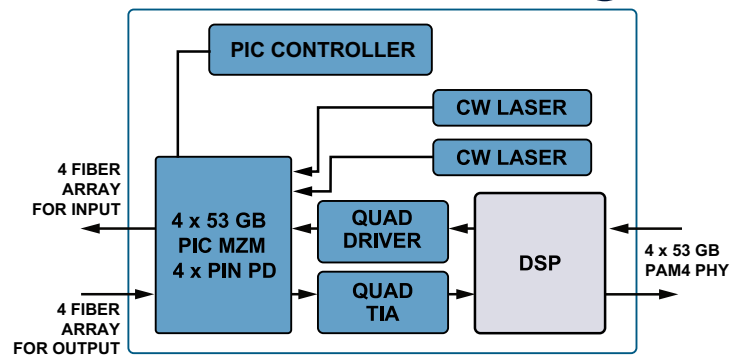 PIC CONTROLLER
CW LASER
CW LASER
4 FIBER
ARRAY
FOR INPUT
4 x 53 GB
PIC MZM
4 x PIN PD
QUAD
DRIVER
QUAD
TIA
DSP
4 x 53 GB
PAM4 PHY
4 FIBER
ARRAY
FOR OUTPUT